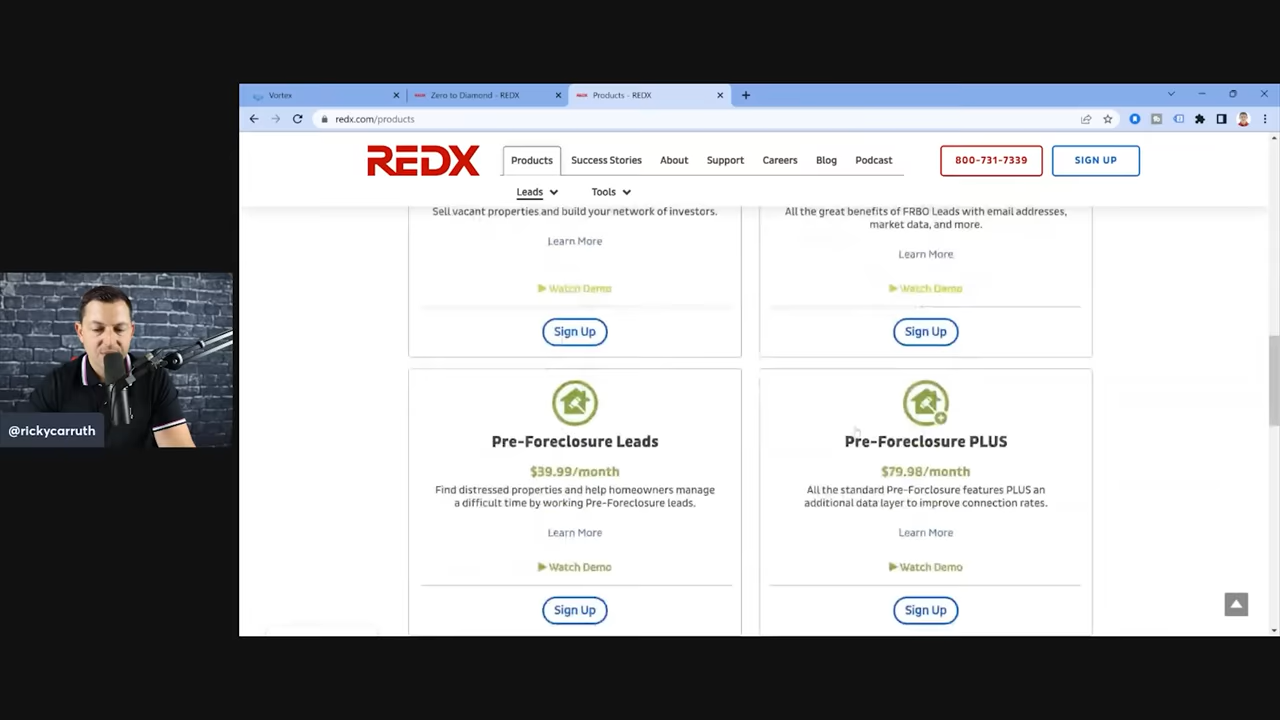 Vortex
Zero to Diamond - REDX
Products - REDX
redx.com/products
REDX
Products
Success Stories
About
Support
Careers
Blog
Podcast
800-731-7339
SIGN UP
Leads
Tools
Sell vacant properties and build your network of investors.
Learn More
Watch Demo
Sign Up
All the great benefits of FRBO Leads with email addresses,
market data, and more.
Learn More
Watch Demo
Sign Up
Pre-Foreclosure Leads
$39.99/month
Find distressed properties and help homeowners manage
a difficult time by working Pre-Foreclosure leads.
Learn More
Watch Demo
Sign Up
Pre-Foreclosure PLUS
$79.98/month
All the standard Pre-Forclosure features PLUS an
additional data layer to improve connection rates.
Learn More
Watch Demo
Sign Up
@rickycarruth